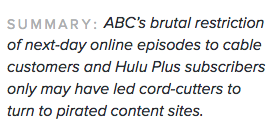 SUMMARY: ABC's brutal restriction
of next-day online episodes to cable
customers and Hulu Plus subscribers
only may have led cord-cutters to
turn to pirated content sites.